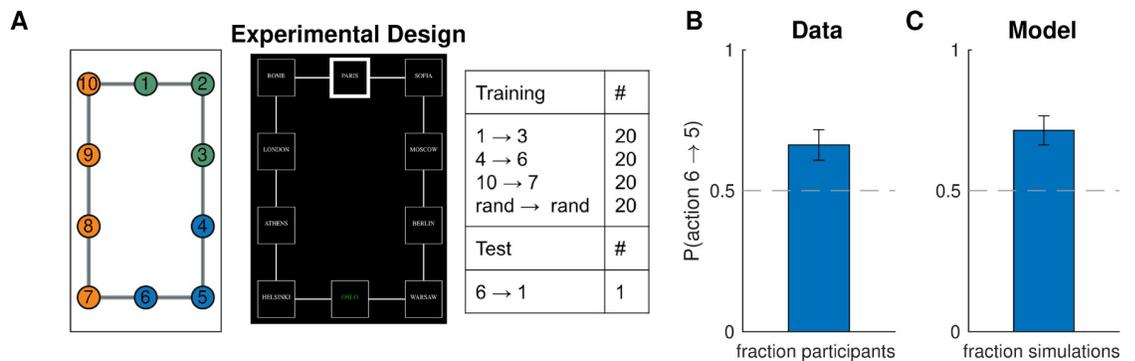 A
Experimental Design
10
1
2
9
3
8
4
7
6
5
ROME
PARIS
SOFIA
LONDON
MOSCOW
ATHENS
BERLIN
HELSINKI
OSLO
WARSAW
Training #
1 → 3 20
4 → 6 20
10 → 7 20
rand → rand 20
Test #
6 → 1 1
B
Data
P(action 6 → 5)
1
0.5
0
fraction participants
C
Model
1
0.5
0
fraction simulations